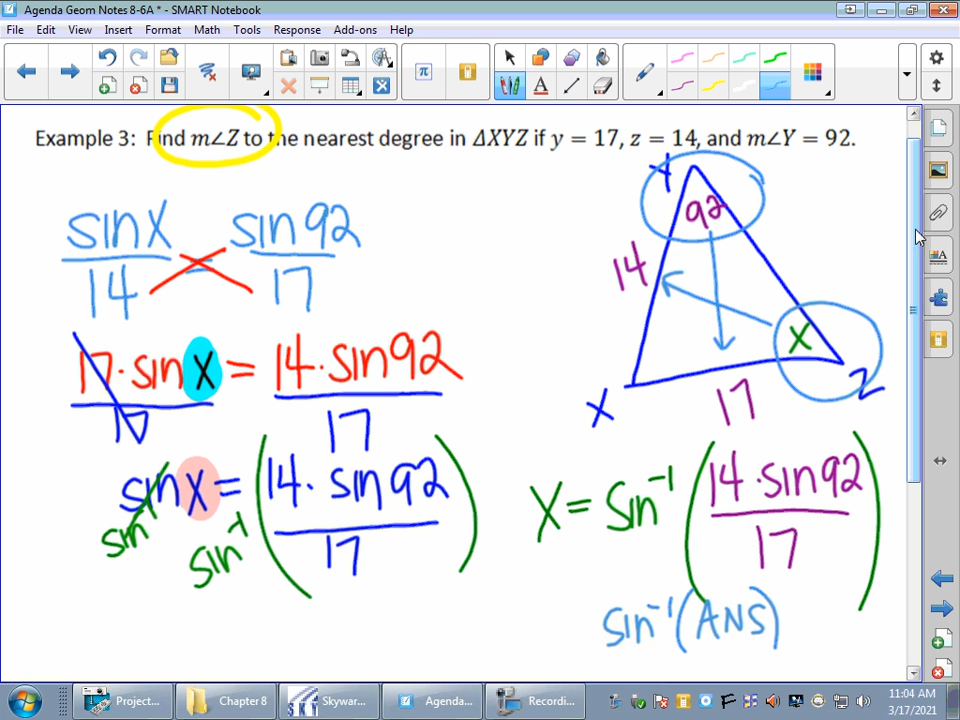 Agenda Geom Notes 8-6A * - SMART Notebook
File Edit View Insert Format Math Tools Response Add-ons Help
Example 3: Find m∠Z to the nearest degree in ΔXYZ if y = 17, z = 14, and m∠Y = 92.
sin X / 14 = sin 92 / 17
17 · sin X / 17 = 14 · sin 92 / 17
sin⁻¹ sin X = sin⁻¹ ( 14 · sin 92 / 17 )
Y
92
14
X
Z
X
17
X = sin⁻¹ ( 14 · sin 92 / 17 )
sin⁻¹ (ANS)
Project...
Chapter 8
Skywar...
Agenda...
Recordi...
11:04 AM
3/17/2021